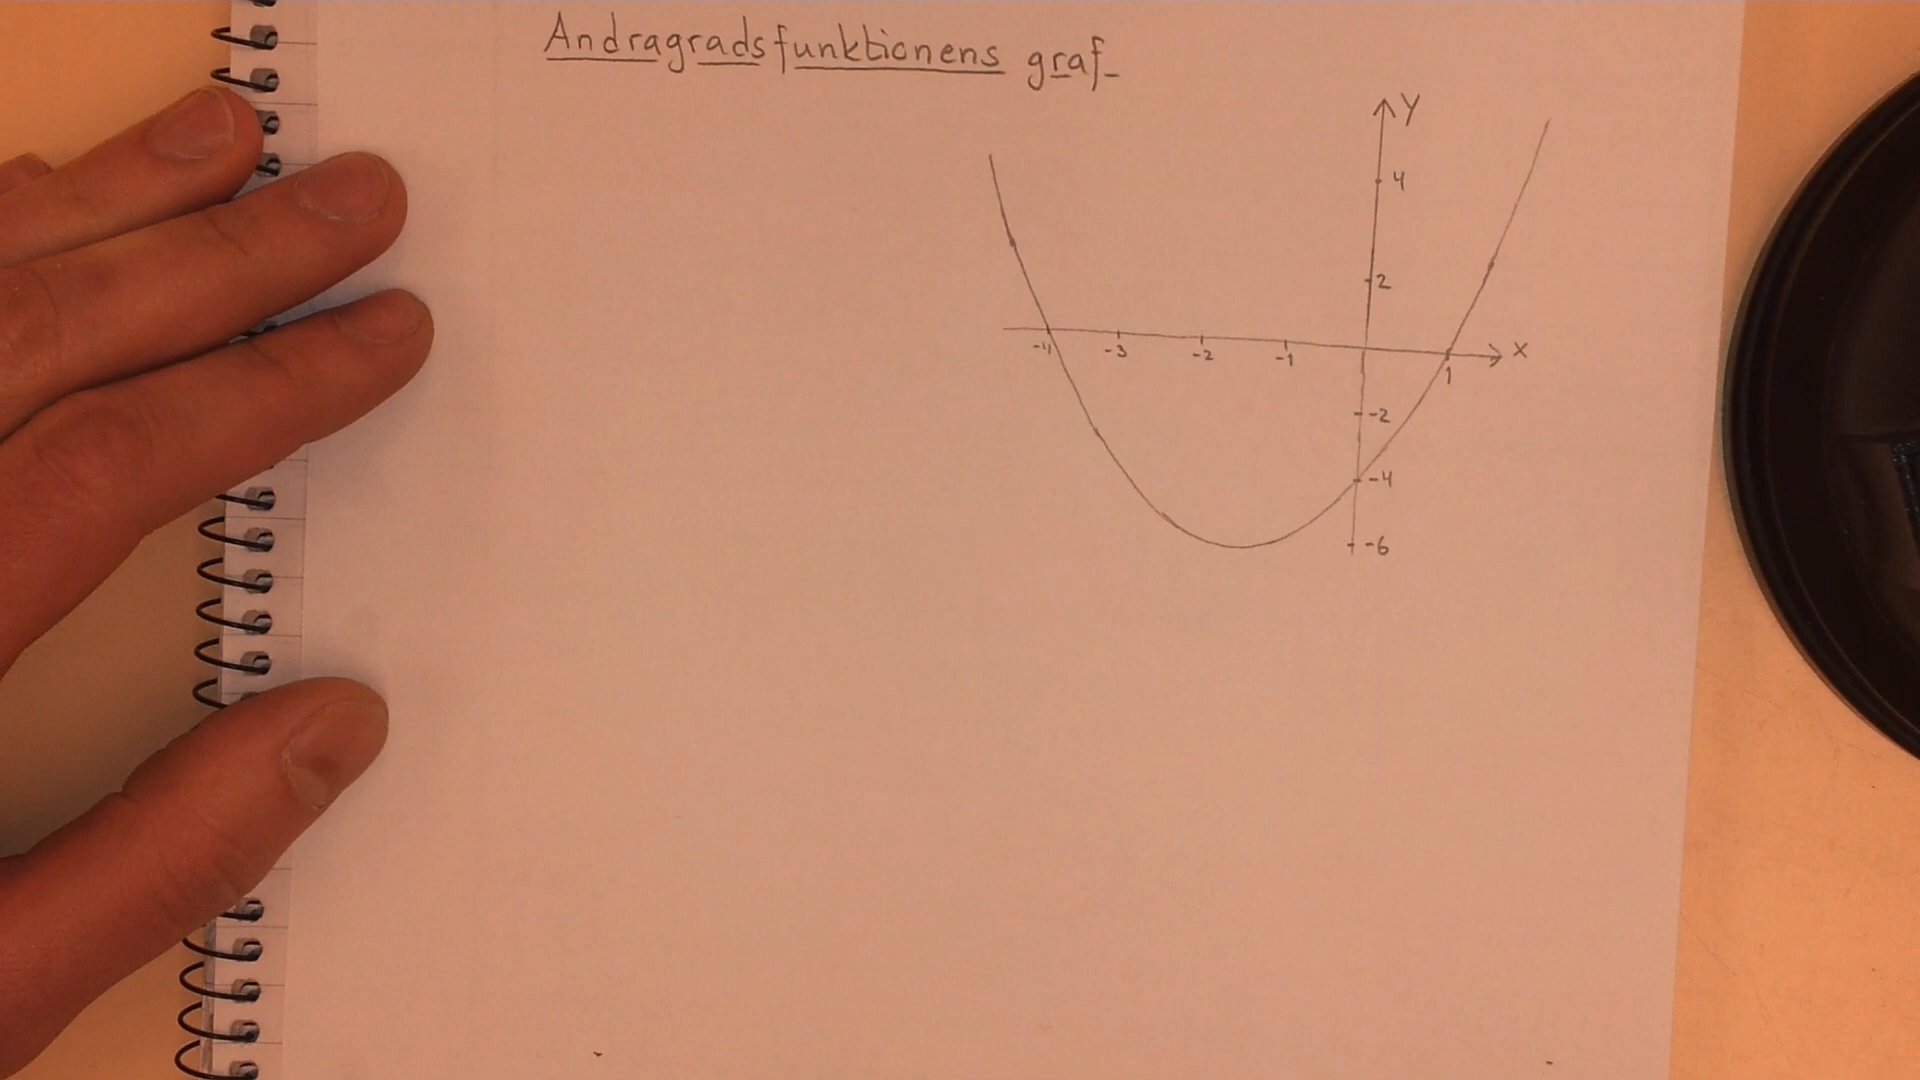 Andragradsfunktionens graf
y
4
2
-4 -3 -2 -1 x
1
-2
-4
-6